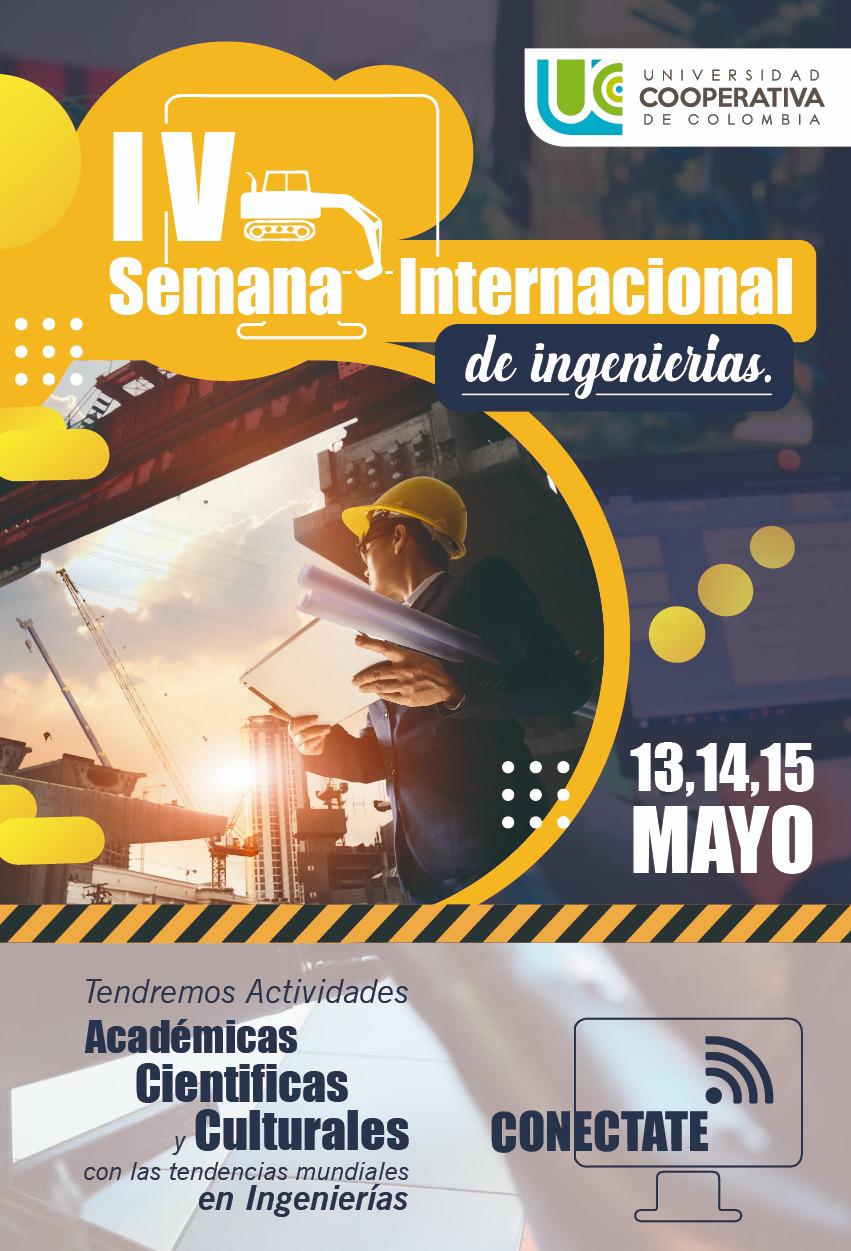 UNIVERSIDAD
COOPERATIVA
DE COLOMBIA
IV
Semana Internacional
de ingenierías.
13,14,15
MAYO
Tendremos Actividades
Académicas
Cientificas
y Culturales
con las tendencias mundiales
en Ingenierías
CONECTATE